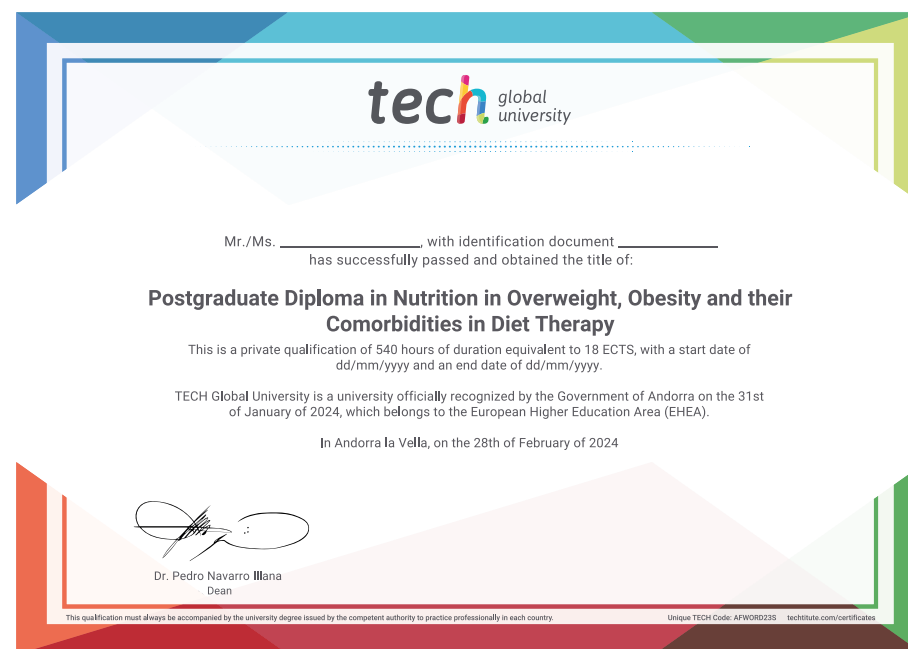 tech global
university
Mr./Ms. ____________, with identification document ____________
has successfully passed and obtained the title of:
Postgraduate Diploma in Nutrition in Overweight, Obesity and their
Comorbidities in Diet Therapy
This is a private qualification of 540 hours of duration equivalent to 18 ECTS, with a start date of
dd/mm/yyyy and an end date of dd/mm/yyyy.
TECH Global University is a university officially recognized by the Government of Andorra on the 31st
of January of 2024, which belongs to the European Higher Education Area (EHEA).
In Andorra la Vella, on the 28th of February of 2024
Dr. Pedro Navarro Illana
Dean
This qualification must always be accompanied by the university degree issued by the competent authority to practice professionally in each country.
Unique TECH Code: AFWORD23S techtitute.com/certificates